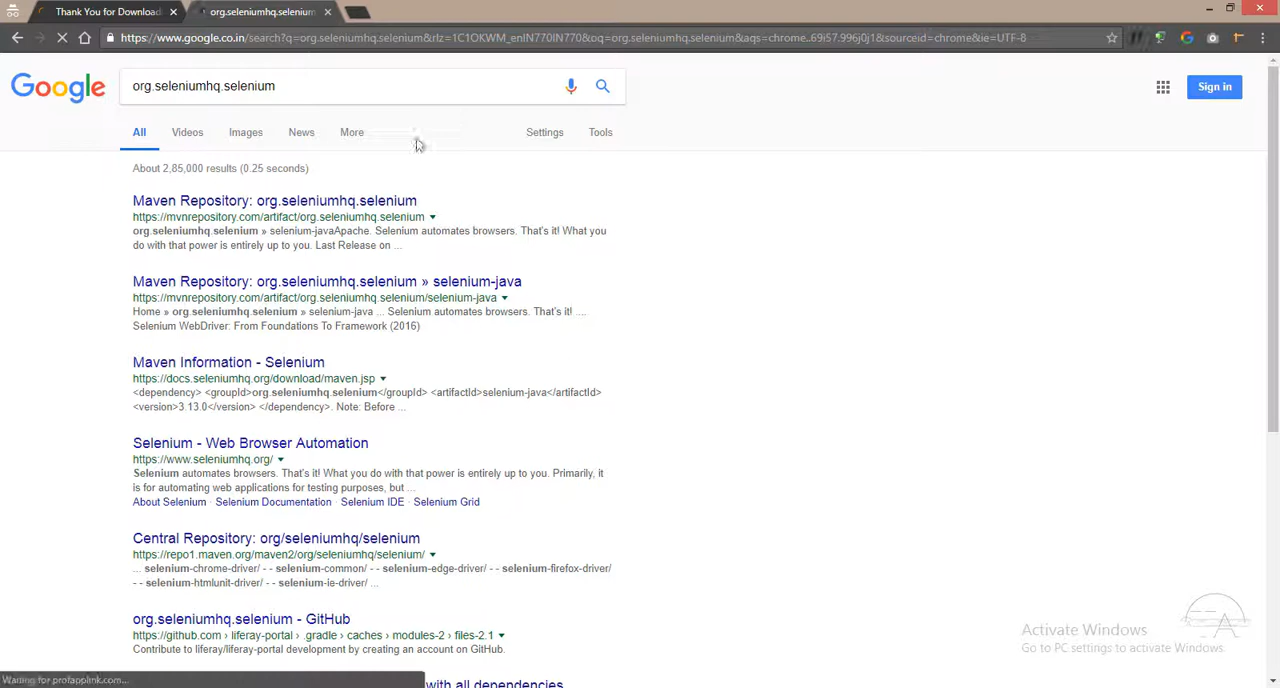 Thank You for Download
org.seleniumhq.selenium
https://www.google.co.in/search?q=org.seleniumhq.selenium&rlz=1C1OKWM_enIN770IN770&oq=org.seleniumhq.selenium&aqs=chrome..69i57.996j0j1&sourceid=chrome&ie=UTF-8
Google
org.seleniumhq.selenium
Sign in
All Videos Images News More Settings Tools
About 2,85,000 results (0.25 seconds)
Maven Repository: org.seleniumhq.selenium
https://mvnrepository.com/artifact/org.seleniumhq.selenium
org.seleniumhq.selenium » selenium-javaApache. Selenium automates browsers. That's it! What you
do with that power is entirely up to you. Last Release on ...
Maven Repository: org.seleniumhq.selenium » selenium-java
https://mvnrepository.com/artifact/org.seleniumhq.selenium/selenium-java
Home » org.seleniumhq.selenium » selenium-java ... Selenium automates browsers. That's it! ....
Selenium WebDriver: From Foundations To Framework (2016)
Maven Information - Selenium
https://docs.seleniumhq.org/download/maven.jsp
<dependency> <groupId>org.seleniumhq.selenium</groupId> <artifactId>selenium-java</artifactId>
<version>3.13.0</version> </dependency>. Note: Before ...
Selenium - Web Browser Automation
https://www.seleniumhq.org/
Selenium automates browsers. That's it! What you do with that power is entirely up to you. Primarily, it
is for automating web applications for testing purposes, but ...
About Selenium · Selenium Documentation · Selenium IDE · Selenium Grid
Central Repository: org/seleniumhq/selenium
https://repo1.maven.org/maven2/org/seleniumhq/selenium/
... selenium-chrome-driver/ - - selenium-common/ - - selenium-edge-driver/ - - selenium-firefox-driver/
- - selenium-htmlunit-driver/ - - selenium-ie-driver/ ...
org.seleniumhq.selenium - GitHub
https://github.com › liferay-portal › .gradle › caches › modules-2 › files-2.1
Contribute to liferay/liferay-portal development by creating an account on GitHub.
with all dependencies
Activate Windows
Go to PC settings to activate Windows.
Waiting for profapplink.com...